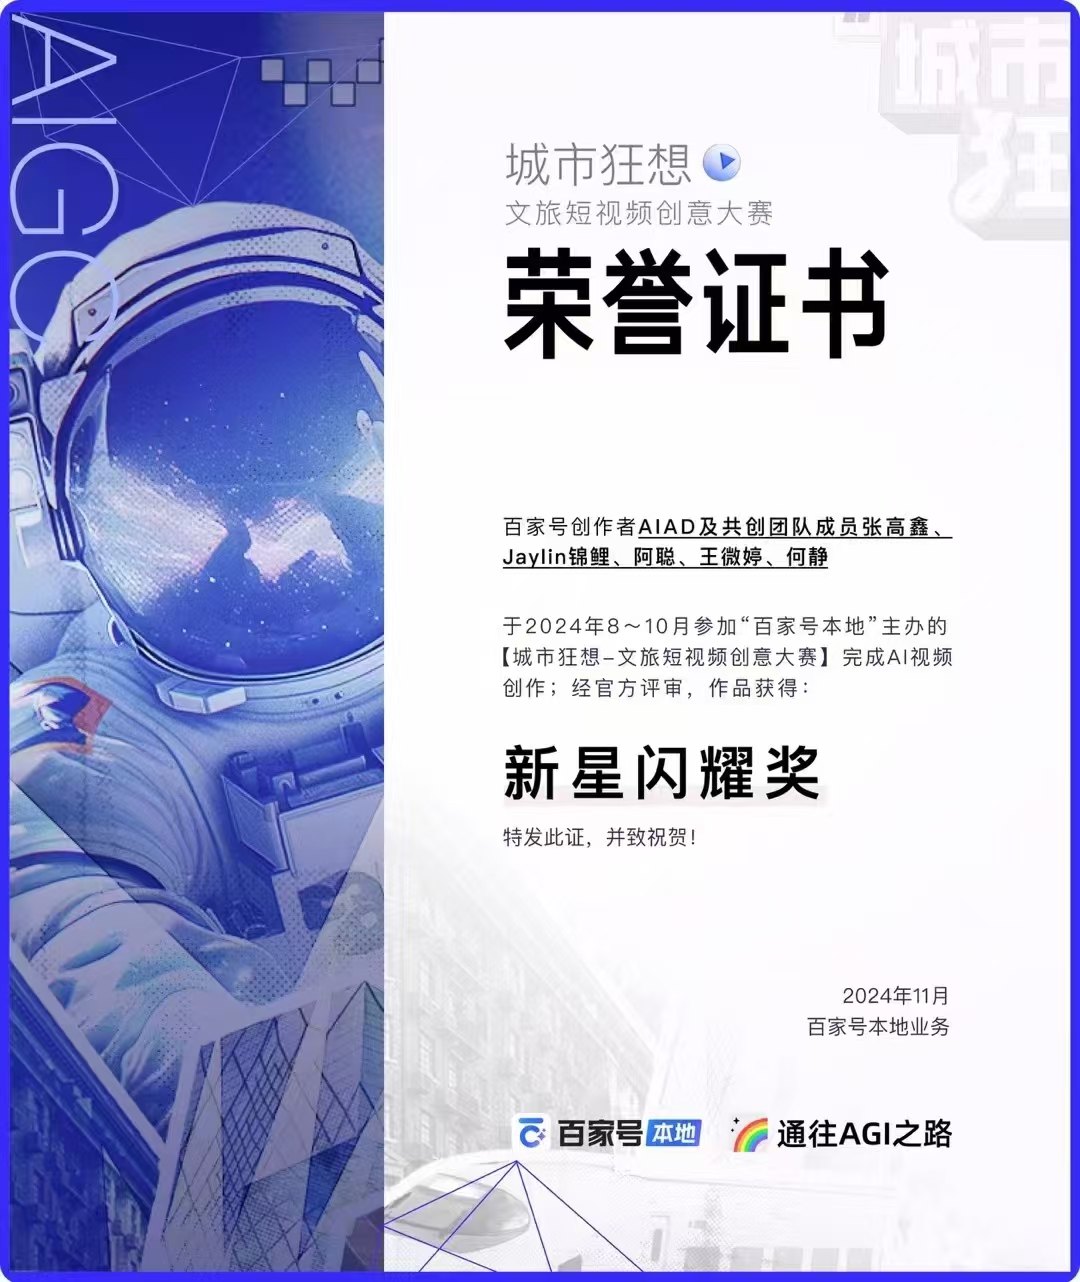 AIGC
城市
狂
城市狂想
文旅短视频创意大赛
荣誉证书
百家号创作者AIAD及共创团队成员张高鑫、
Jaylin锦鲤、阿聪、王微婷、何静
于2024年8～10月参加“百家号本地”主办的
【城市狂想–文旅短视频创意大赛】完成AI视频
创作；经官方评审，作品获得：
新星闪耀奖
特发此证，并致祝贺！
2024年11月
百家号本地业务
百家号本地
通往AGI之路